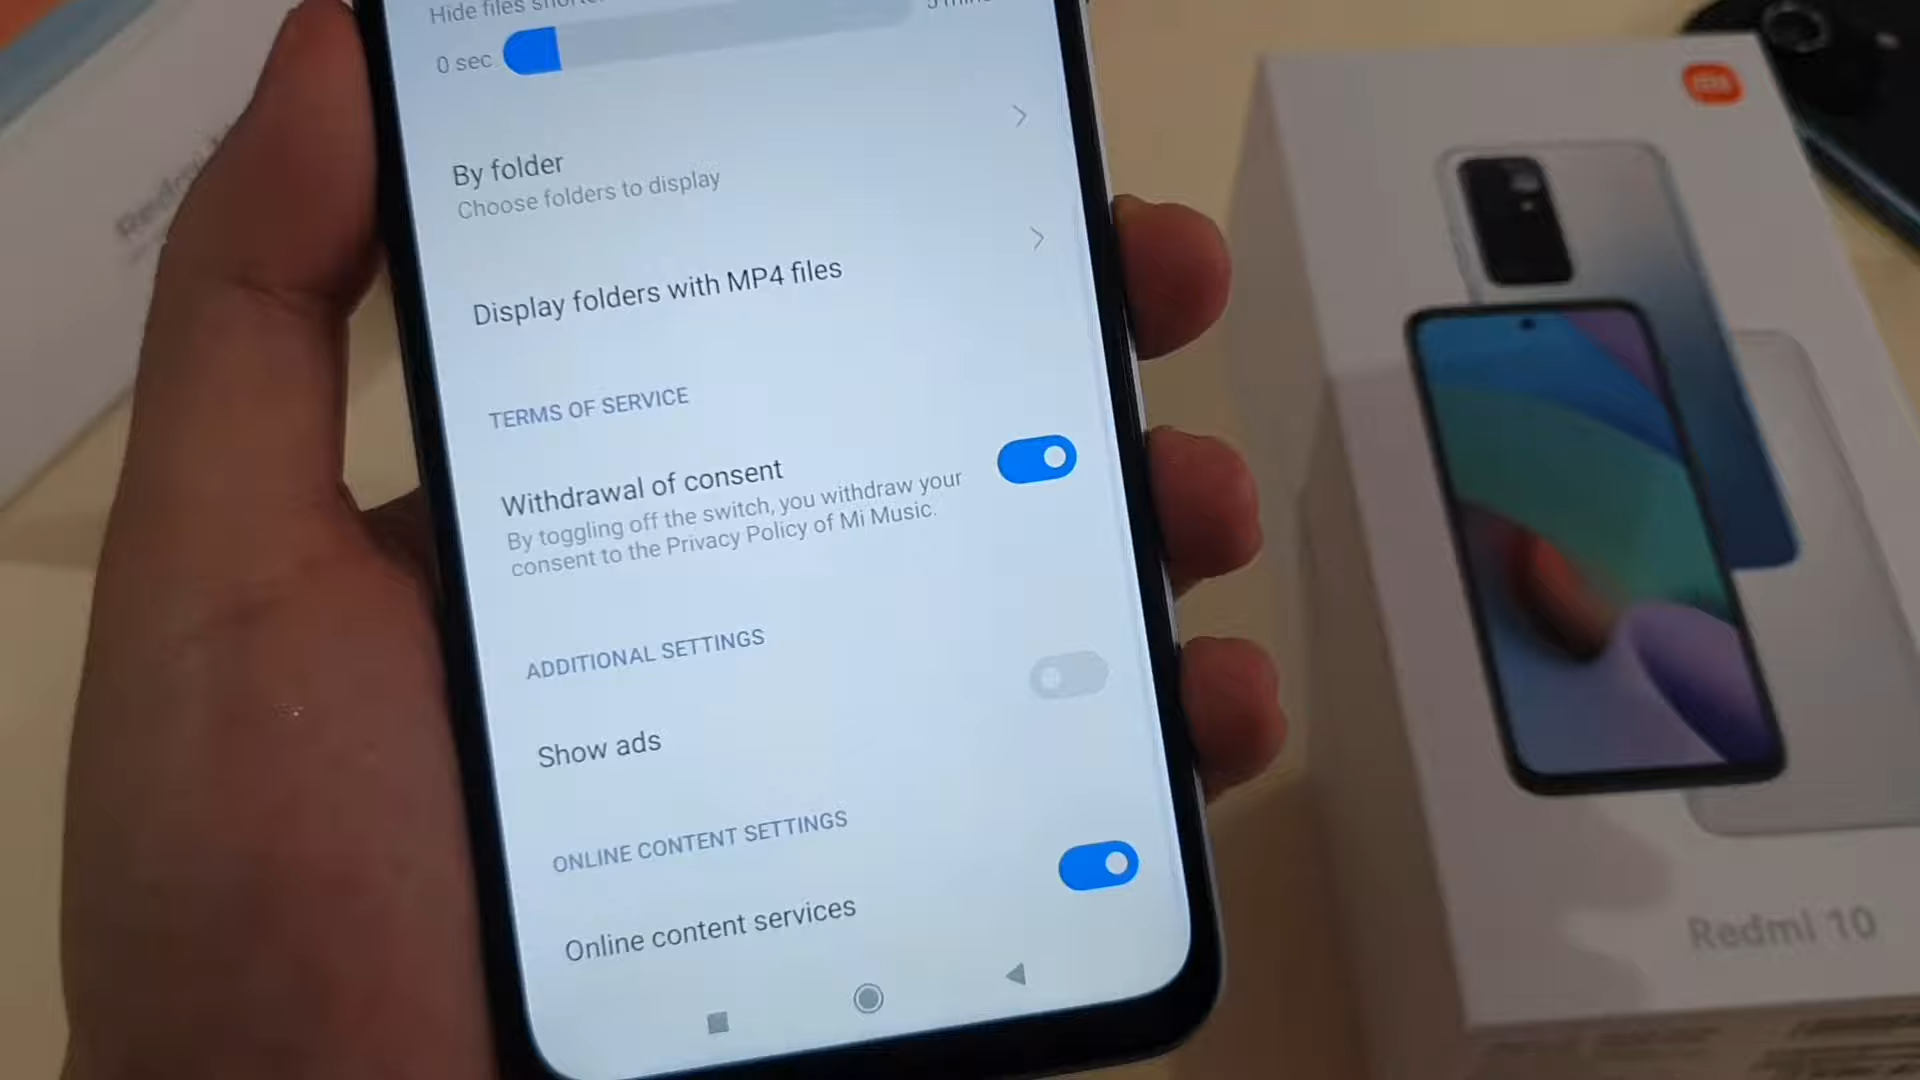 Hide files
0 sec
By folder
Choose folders to display
Display folders with MP4 files
TERMS OF SERVICE
Withdrawal of consent
By toggling off the switch, you withdraw your
consent to the Privacy Policy of Mi Music.
ADDITIONAL SETTINGS
Show ads
ONLINE CONTENT SETTINGS
Online content services
Redmi 10